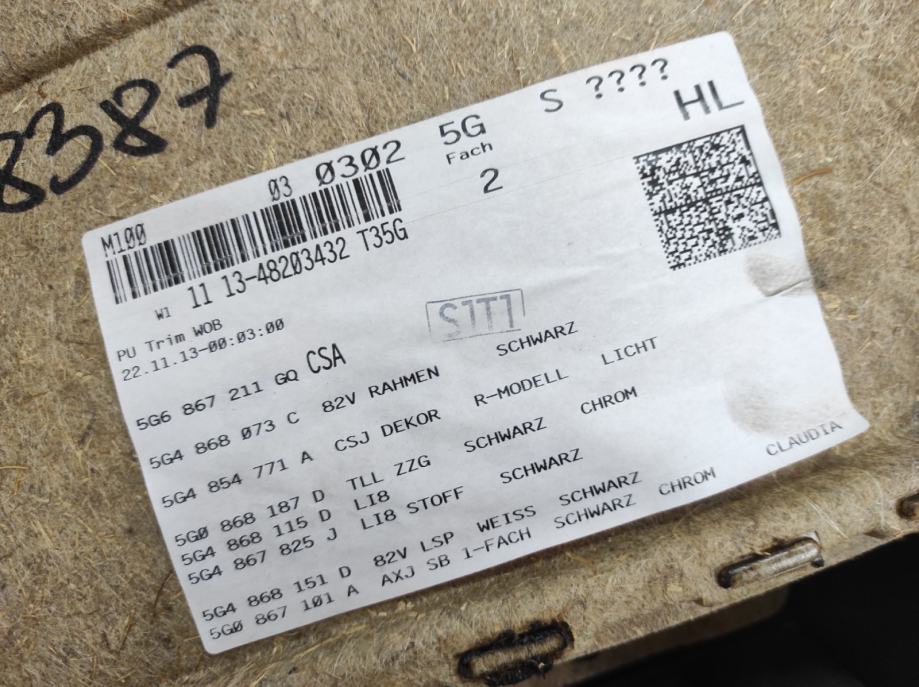 8387
M100 03 0302 5G S ????
HL
Fach
2
W1 11 13-48203432 T35G
PU Trim WOB
22.11.13-00:03:00
S1T1
5G6 867 211 GQ CSA
5G4 868 073 C 82V RAHMEN SCHWARZ
5G4 854 771 A CSJ DEKOR R-MODELL LICHT
5G0 868 187 D TLL ZZG SCHWARZ CHROM
5G4 868 115 D LI8
5G4 867 825 J LI8 STOFF SCHWARZ
5G4 868 151 D 82V LSP WEISS SCHWARZ
5G0 867 101 A AXJ SB 1-FACH SCHWARZ CHROM
CLAUDIA